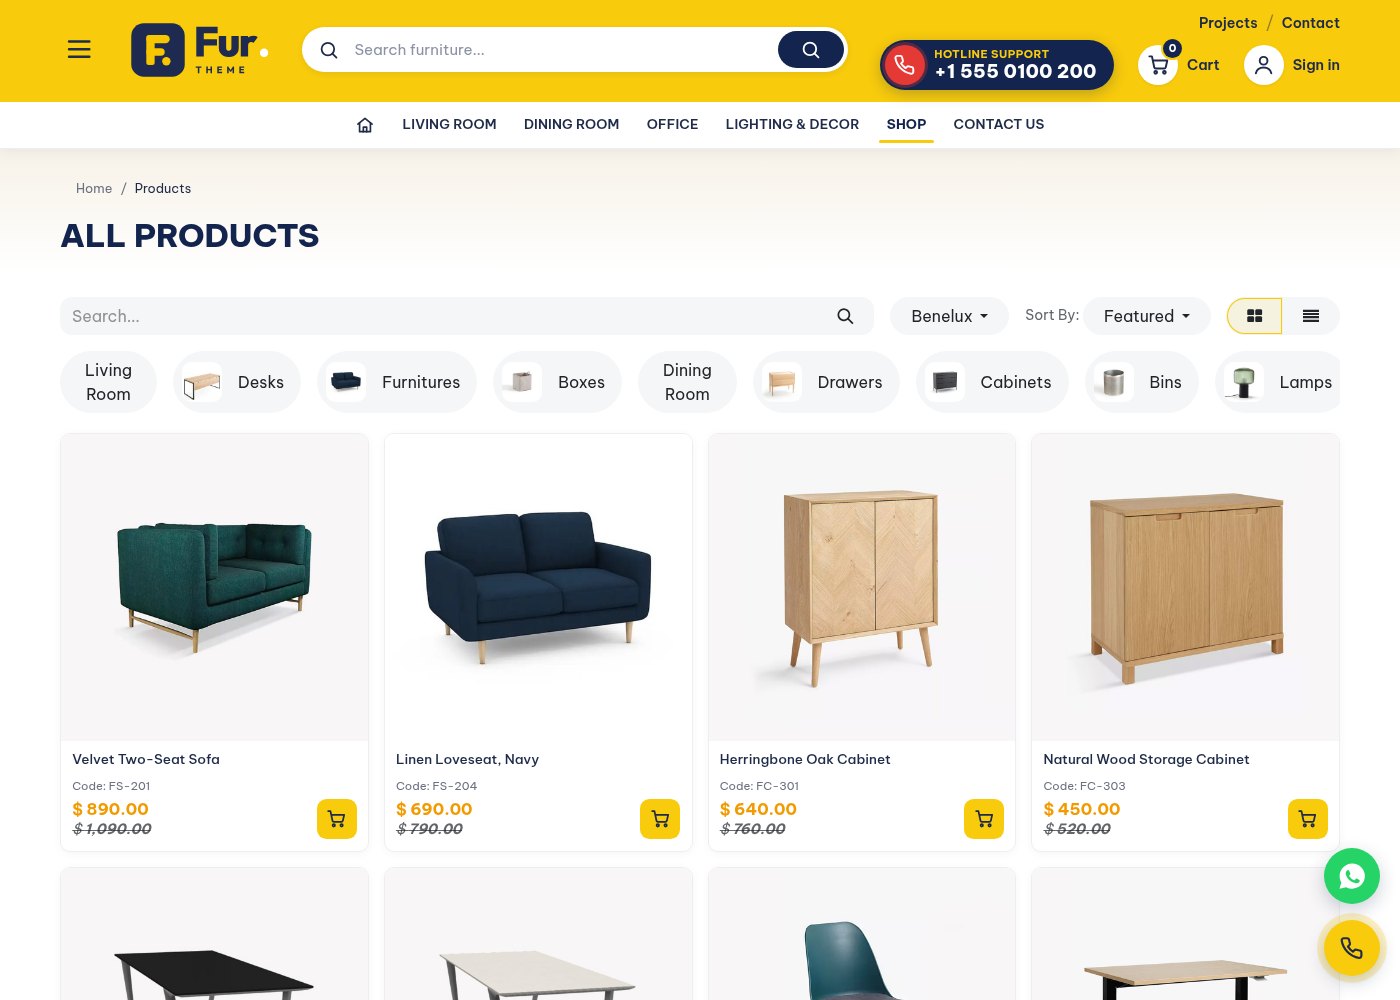 Projects / Contact
F. Fur.
THEME
Search furniture...
HOTLINE SUPPORT
+1 555 0100 200
0
Cart
Sign in
LIVING ROOM
DINING ROOM
OFFICE
LIGHTING & DECOR
SHOP
CONTACT US
Home / Products
ALL PRODUCTS
Search...
Benelux
Sort By:
Featured
Living
Room
Desks
Furnitures
Boxes
Dining
Room
Drawers
Cabinets
Bins
Lamps
Velvet Two-Seat Sofa
Code: FS-201
$ 890.00
$ 1,090.00
Linen Loveseat, Navy
Code: FS-204
$ 690.00
$ 790.00
Herringbone Oak Cabinet
Code: FC-301
$ 640.00
$ 760.00
Natural Wood Storage Cabinet
Code: FC-303
$ 450.00
$ 520.00